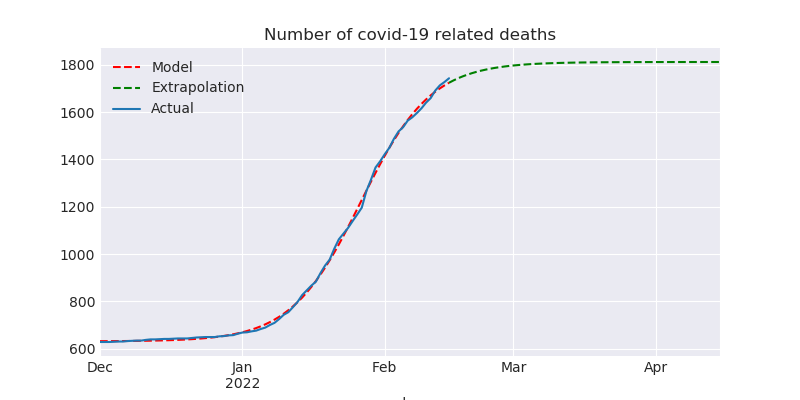 Number of covid-19 related deaths
Model
Extrapolation
Actual
1800
1600
1400
1200
1000
800
600
Dec
Jan
2022
Feb
Mar
Apr